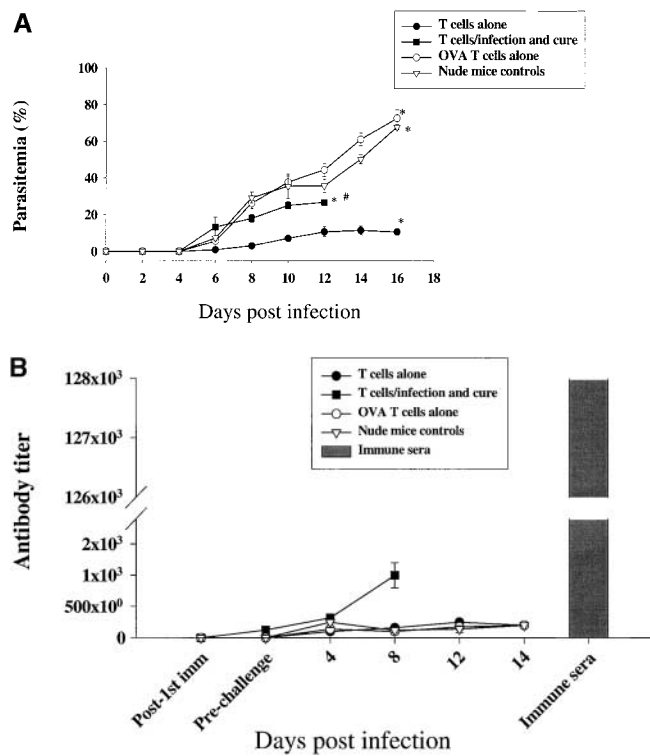 A
T cells alone
T cells/infection and cure
OVA T cells alone
Nude mice controls
Parasitemia (%)
100
80
60
40
20
0
* * * # *
0 2 4 6 8 10 12 14 16 18
Days post infection
B
T cells alone
T cells/infection and cure
OVA T cells alone
Nude mice controls
Immune sera
Antibody titer
128x10³
127x10³
126x10³
2x10³
1x10³
500x10⁰
0
Post-1st imm Pre-challenge 4 8 12 14 Immune sera
Days post infection